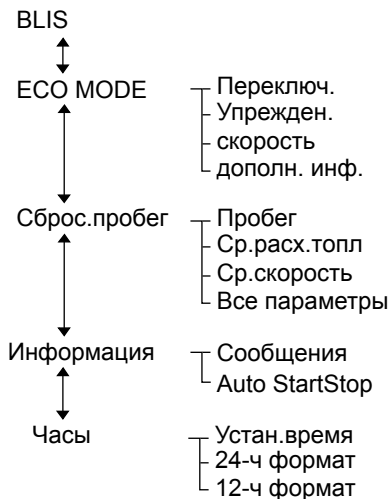 BLIS
ECO MODE
Переключ.
Упрежден.
скорость
дополн. инф.
Сброс.пробег
Пробег
Ср.расх.топл
Ср.скорость
Все параметры
Информация
Сообщения
Auto StartStop
Часы
Устан.время
24-ч формат
12-ч формат